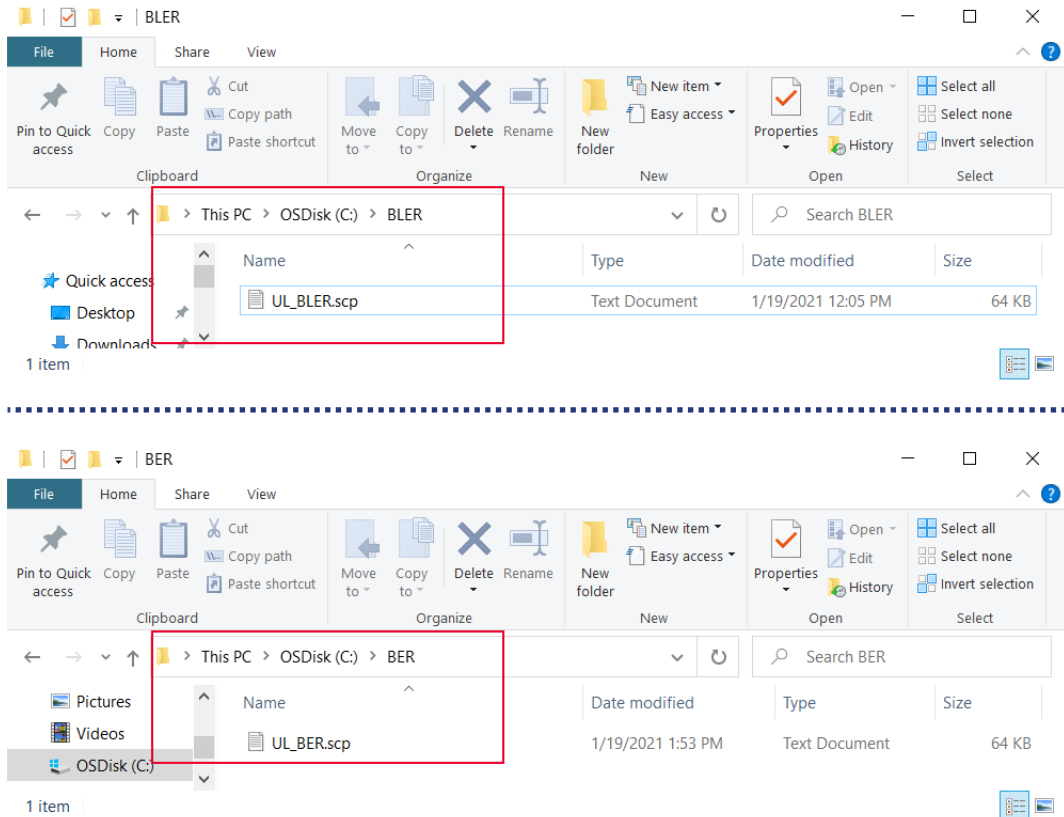 BLER
File Home Share View
Pin to Quick access
Copy
Paste
Cut
Copy path
Paste shortcut
Clipboard
Move to
Copy to
Delete
Rename
Organize
New folder
New item
Easy access
New
Properties
Open
Edit
History
Open
Select all
Select none
Invert selection
Select
This PC > OSDisk (C:) > BLER
Search BLER
Quick access
Desktop
Downloads
Name Type Date modified Size
UL_BLER.scp Text Document 1/19/2021 12:05 PM 64 KB
1 item
BER
File Home Share View
Pin to Quick access
Copy
Paste
Cut
Copy path
Paste shortcut
Clipboard
Move to
Copy to
Delete
Rename
Organize
New folder
New item
Easy access
New
Properties
Open
Edit
History
Open
Select all
Select none
Invert selection
Select
This PC > OSDisk (C:) > BER
Search BER
Pictures
Videos
OSDisk (C:)
Name Date modified Type Size
UL_BER.scp 1/19/2021 1:53 PM Text Document 64 KB
1 item